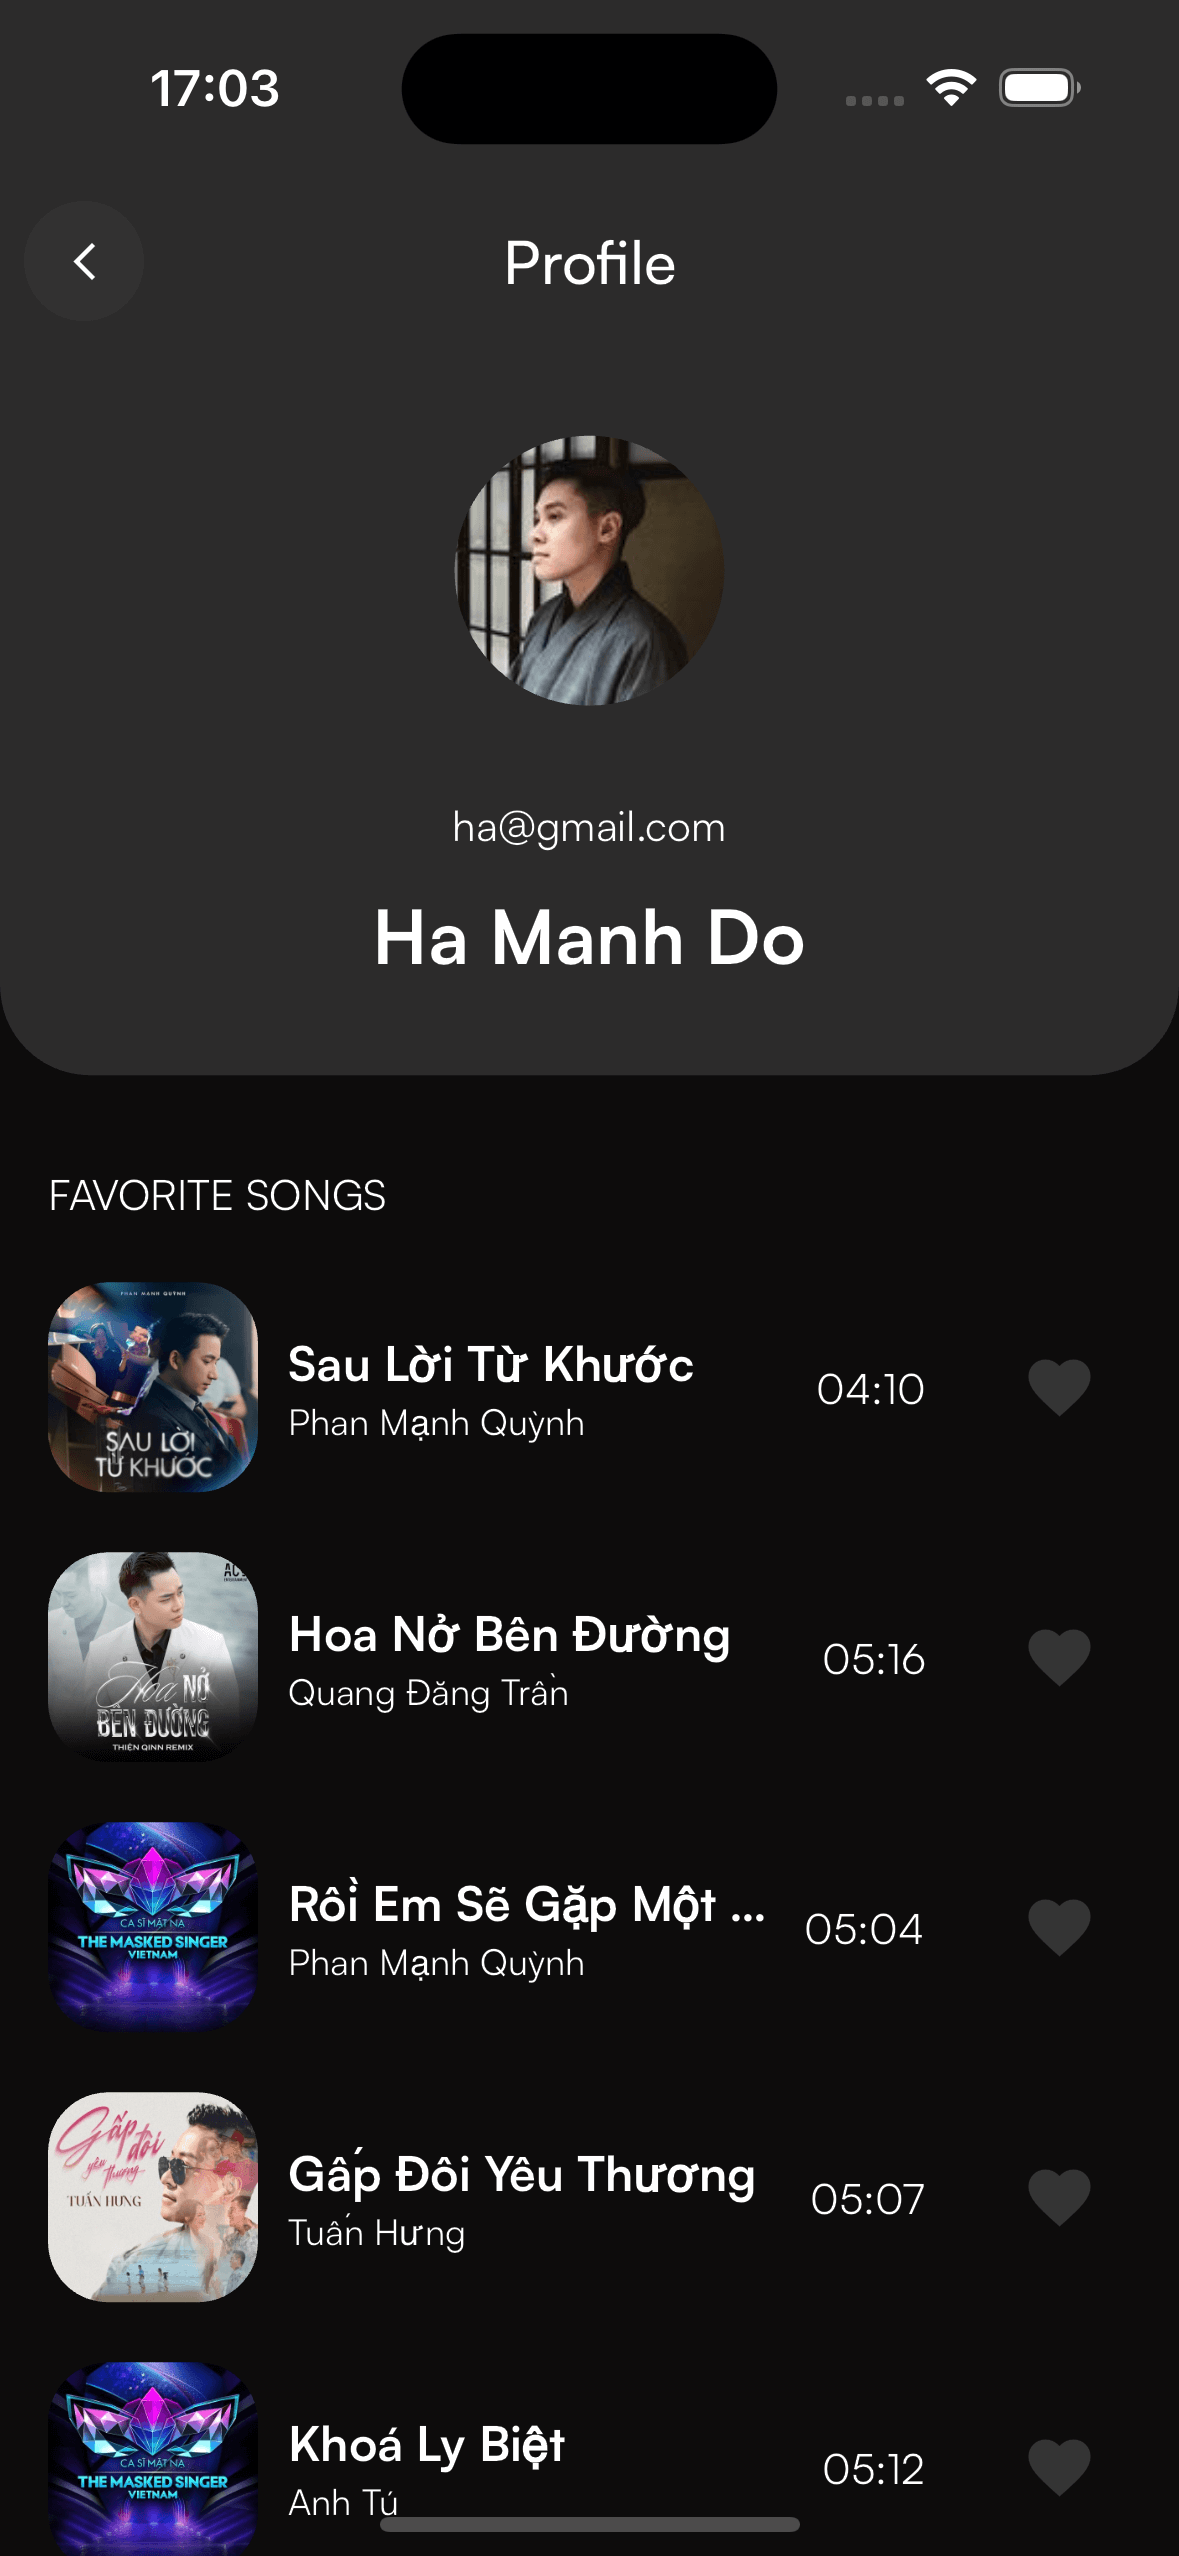 17:03
Profile
ha@gmail.com
Ha Manh Do
FAVORITE SONGS
PHAN MẠNH QUỲNH
SAU LỜI
TỪ KHƯỚC
Sau Lời Từ Khước
Phan Mạnh Quỳnh
04:10
Hoa NỞ
BÊN ĐƯỜNG
THIỆN QINN REMIX
Hoa Nở Bên Đường
Quang Đăng Trần
05:16
CA SĨ MẶT NẠ
THE MASKED SINGER
VIETNAM
Rồi Em Sẽ Gặp Một ...
Phan Mạnh Quỳnh
05:04
Gấp đôi
yêu thương
TUẤN HƯNG
Gấp Đôi Yêu Thương
Tuấn Hưng
05:07
CA SĨ MẶT NẠ
THE MASKED SINGER
VIETNAM
Khoá Ly Biệt
Anh Tú
05:12